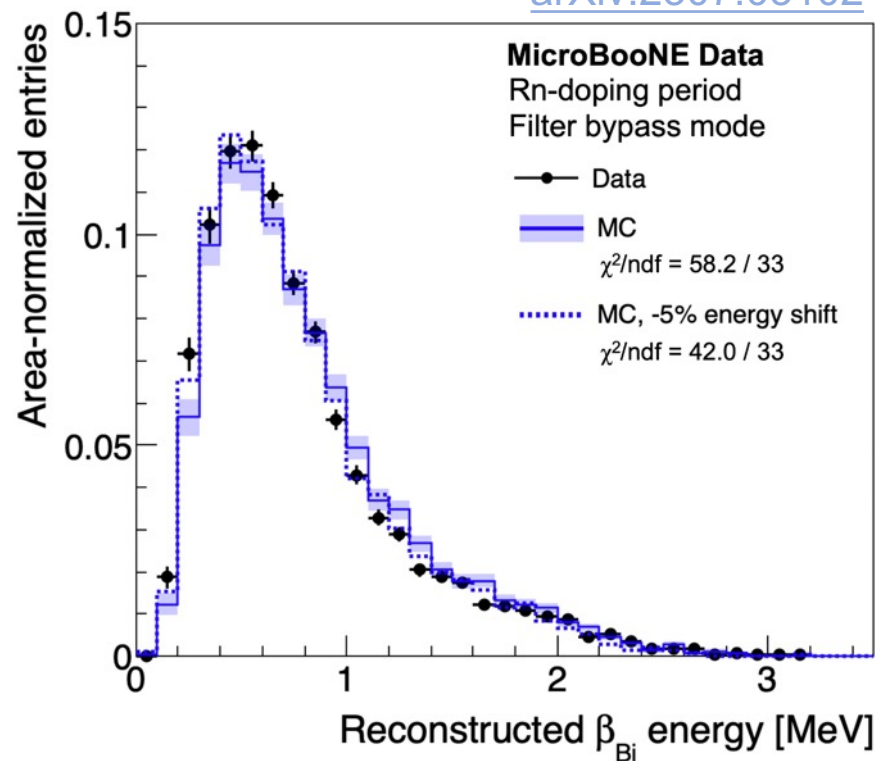 0.15
0.1
0.05
0
Area-normalized entries
MicroBooNE Data
Rn-doping period
Filter bypass mode
Data
MC
χ²/ndf = 58.2 / 33
MC, -5% energy shift
χ²/ndf = 42.0 / 33
0 1 2 3
Reconstructed β_Bi energy [MeV]